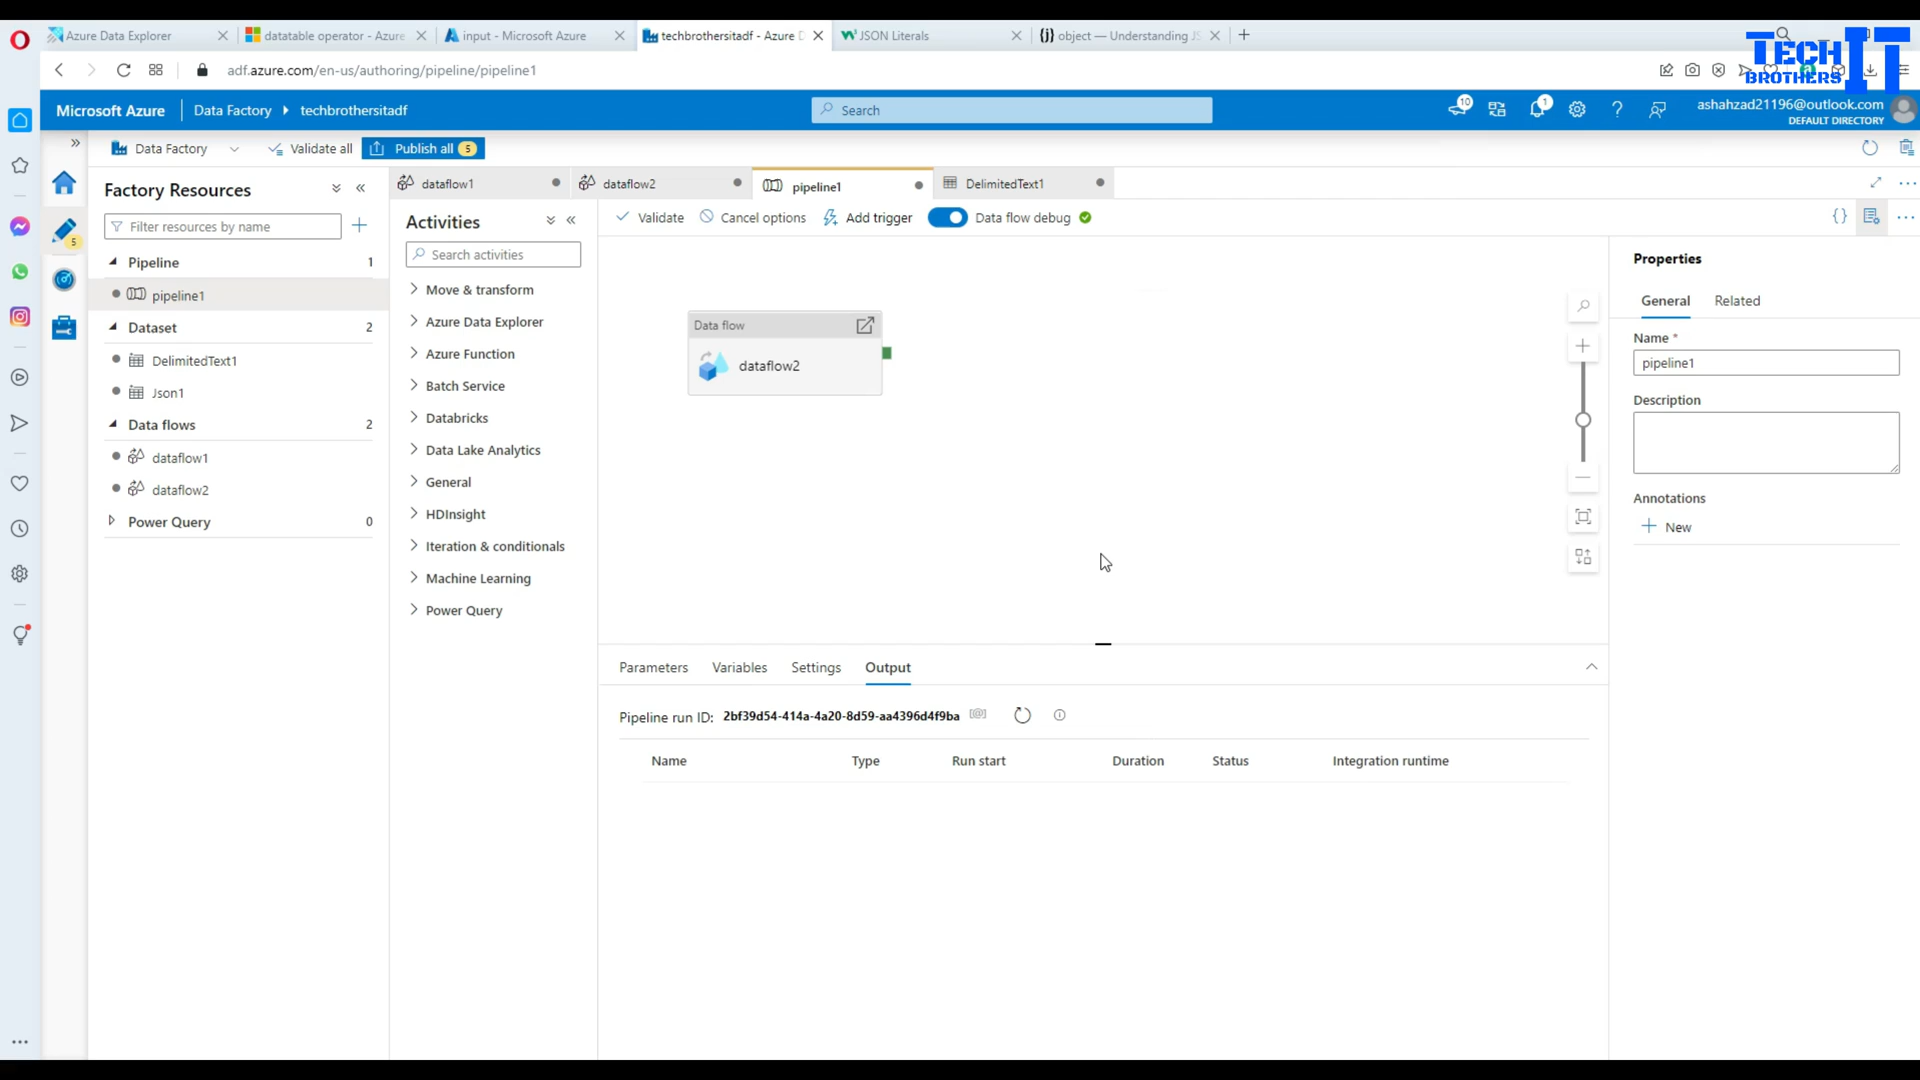 Azure Data Explorer
datatable operator - Azure
input - Microsoft Azure
techbrothersitadf - Azure D
JSON Literals
object — Understanding JS
adf.azure.com/en-us/authoring/pipeline/pipeline1
TECH
BROTHERS
IT
Microsoft Azure
Data Factory
techbrothersitadf
Search
10
1
ashahzad21196@outlook.com
DEFAULT DIRECTORY
Data Factory
Validate all
Publish all
5
5
Factory Resources
Filter resources by name
Pipeline
1
pipeline1
Dataset
2
DelimitedText1
Json1
Data flows
2
dataflow1
dataflow2
Power Query
0
dataflow1
dataflow2
pipeline1
DelimitedText1
Activities
Search activities
Move & transform
Azure Data Explorer
Azure Function
Batch Service
Databricks
Data Lake Analytics
General
HDInsight
Iteration & conditionals
Machine Learning
Power Query
Validate
Cancel options
Add trigger
Data flow debug
Data flow
dataflow2
Parameters
Variables
Settings
Output
Pipeline run ID: 2bf39d54-414a-4a20-8d59-aa4396d4f9ba
Name
Type
Run start
Duration
Status
Integration runtime
Properties
General
Related
Name *
pipeline1
Description
Annotations
New